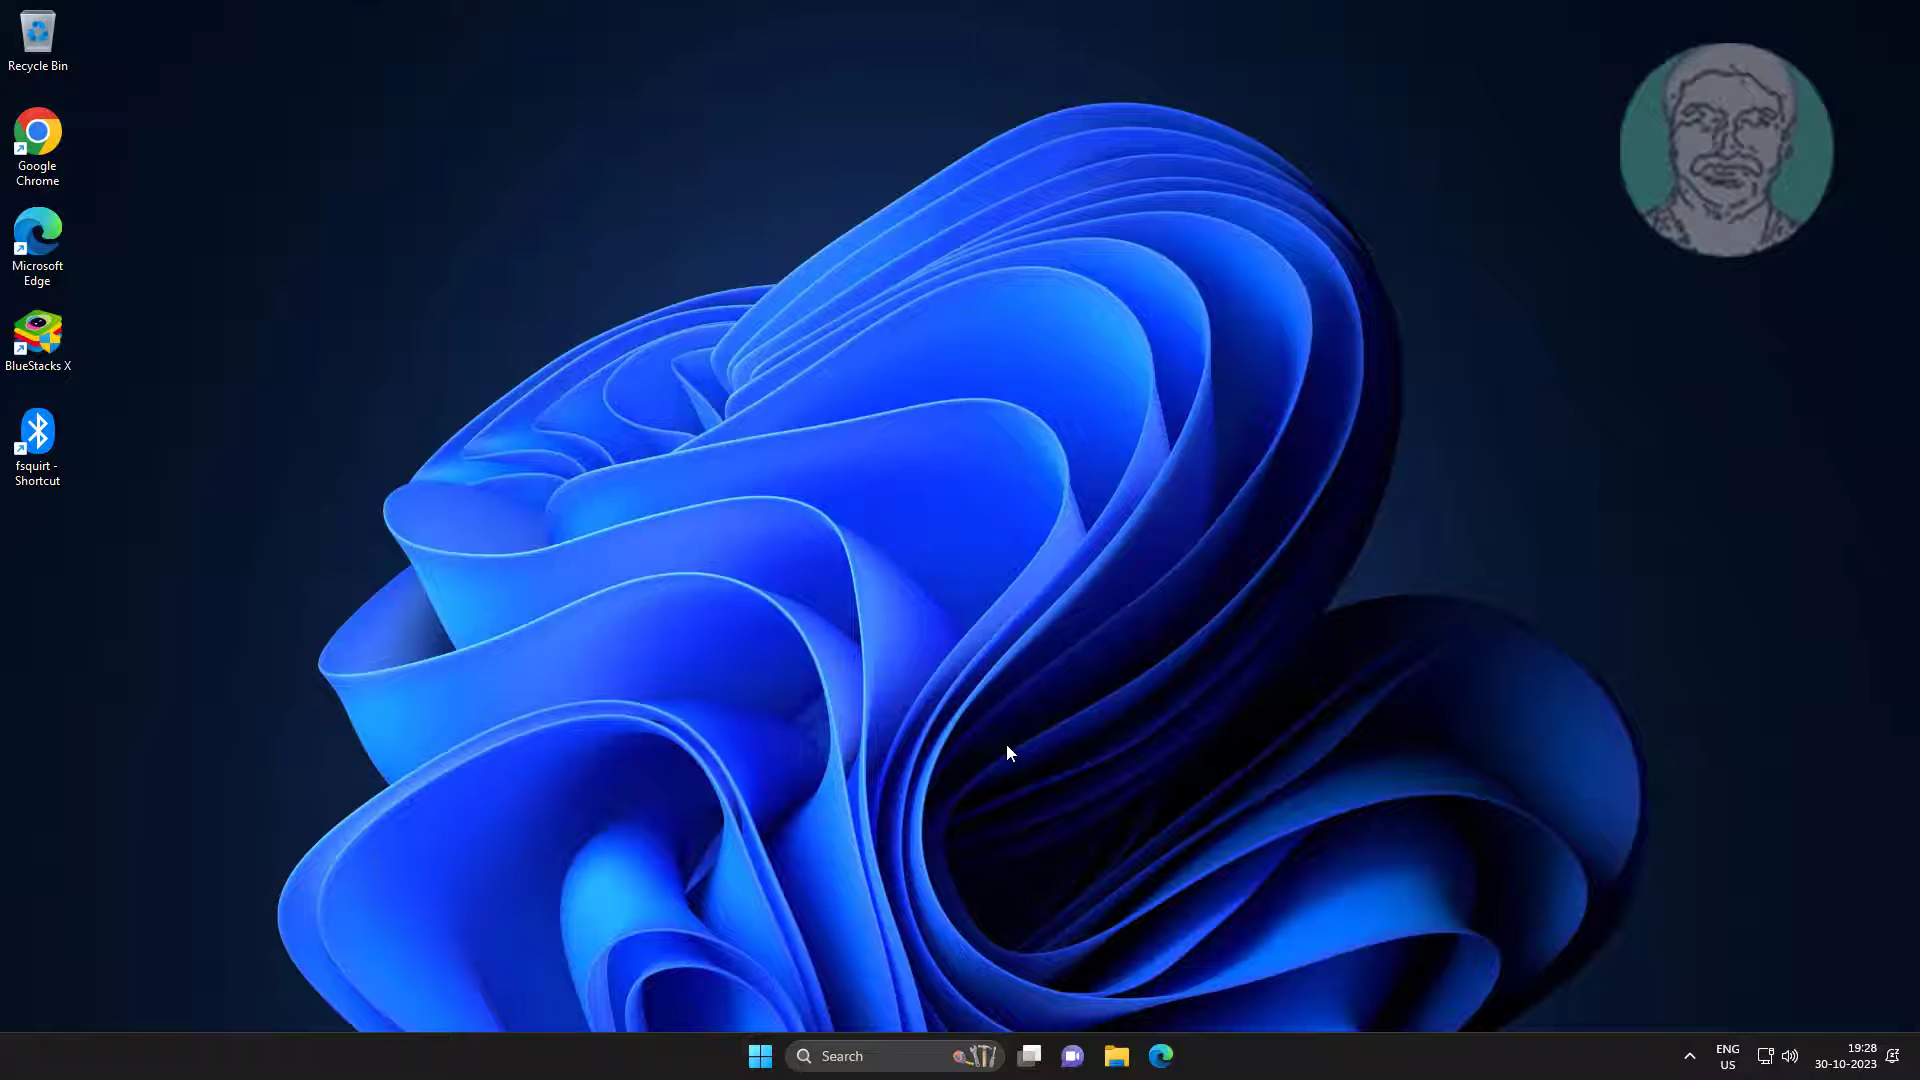 Recycle Bin
Google
Chrome
Microsoft
Edge
BlueStacks X
fsquirt -
Shortcut
Search
ENG
US
19:28
30-10-2023